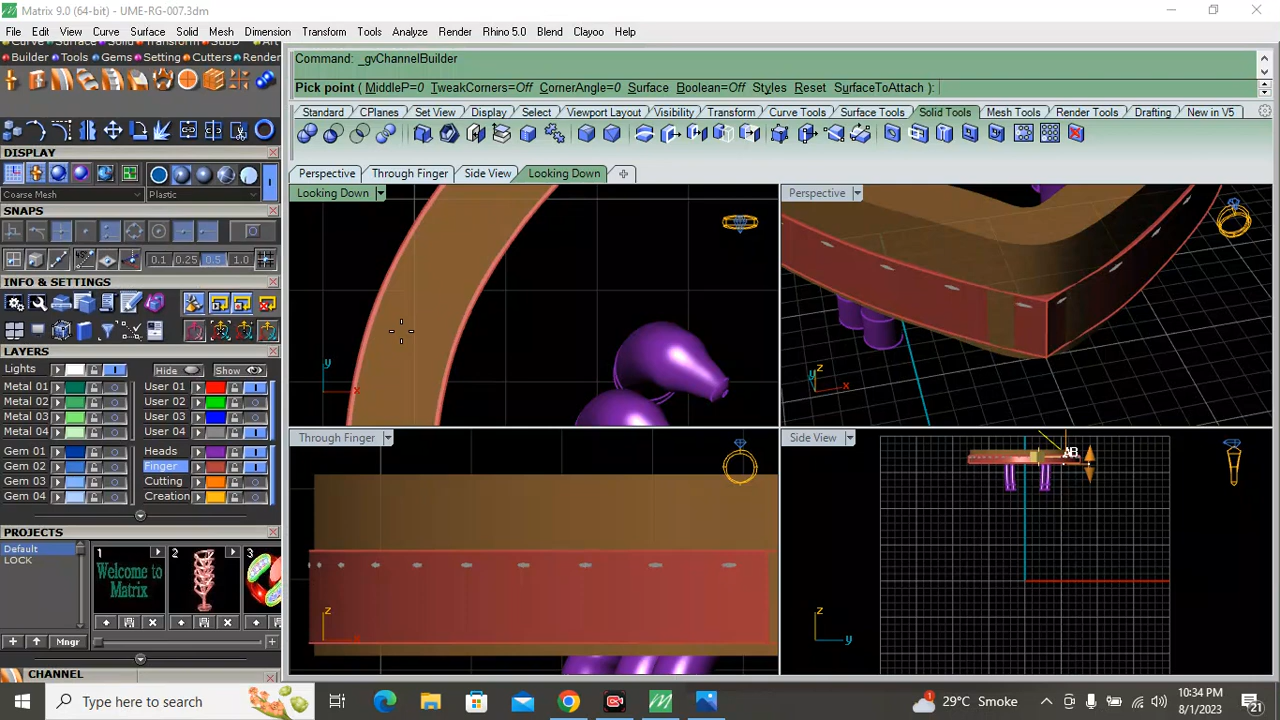 Matrix 9.0 (64-bit) - UME-RG-007.3dm
File Edit View Curve Surface Solid Mesh Dimension Transform Tools Analyze Render Rhino 5.0 Blend Clayoo Help
Builder Tools Gems Setting Cutters Render
Command: _gvChannelBuilder
Pick point ( MiddleP=0 TweakCorners=Off CornerAngle=0 Surface Boolean=Off Styles Reset SurfaceToAttach ):
Standard CPlanes Set View Display Select Viewport Layout Visibility Transform Curve Tools Surface Tools Solid Tools Mesh Tools Render Tools Drafting New in V5
DISPLAY
Coarse Mesh Plastic
SNAPS
0.1 0.25 0.5 1.0
INFO & SETTINGS
LAYERS
Lights Hide Show
Metal 01 User 01
Metal 02 User 02
Metal 03 User 03
Metal 04 User 04
Gem 01 Heads
Gem 02 Finger
Gem 03 Cutting
Gem 04 Creation
PROJECTS
Default
LOCK
1 2 3
Welcome to Matrix
Mngr
CHANNEL
Perspective Through Finger Side View Looking Down
Looking Down
y
x
Perspective
z
y
x
Through Finger
z
x
Side View
AB
z
y
Type here to search
29°C Smoke
10:34 PM
8/1/2023
21